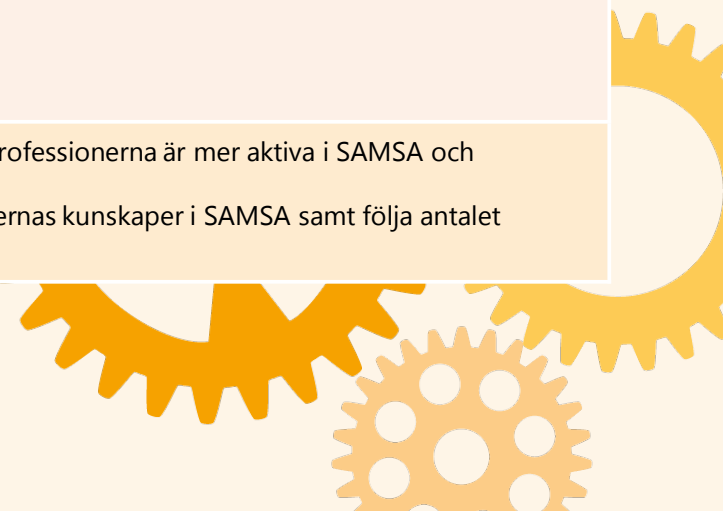 rofessionerna är mer aktiva i SAMSA och
ernas kunskaper i SAMSA samt följa antalet